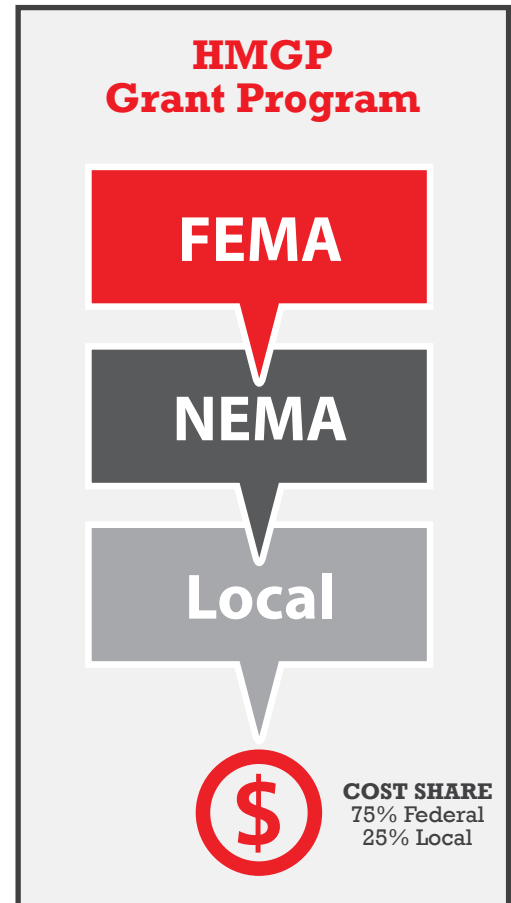 HMGP
Grant Program
FEMA
NEMA
Local
$
COST SHARE
75% Federal
25% Local